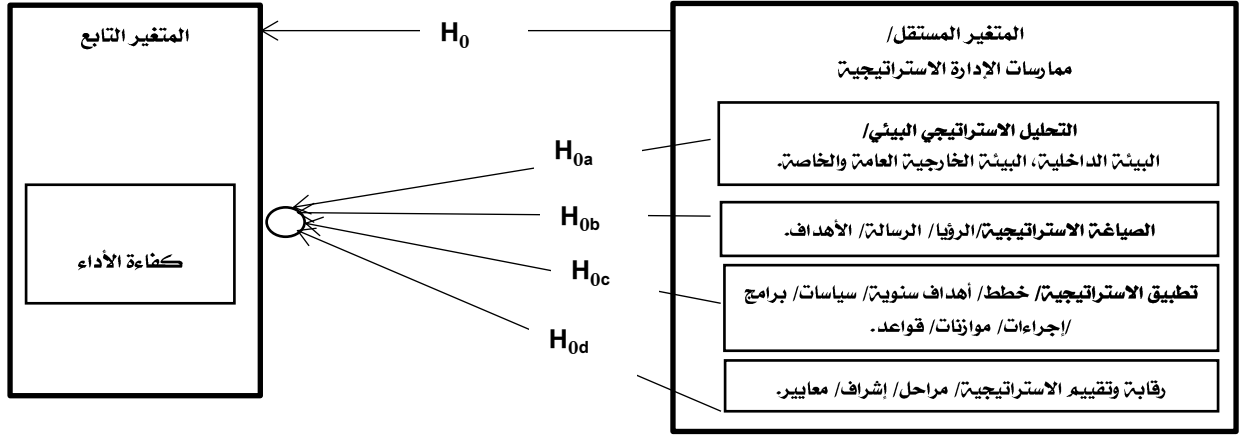 المتغير المستقل/
ممارسات الإدارة الاستراتيجية
التحليل الاستراتيجي البيئي/
البيئة الداخلية، البيئة الخارجية العامة والخاصة.
الصياغة الاستراتيجية/الرؤيا/ الرسالة/ الأهداف.
تطبيق الاستراتيجية/ خطط/ أهداف سنوية/ سياسات/ برامج
/إجراءات/ موازنات/ قواعد.
رقابة وتقييم الاستراتيجية/ مراحل/ إشراف/ معايير.
H0
H0a
H0b
H0c
H0d
المتغير التابع
كفاءة الأداء